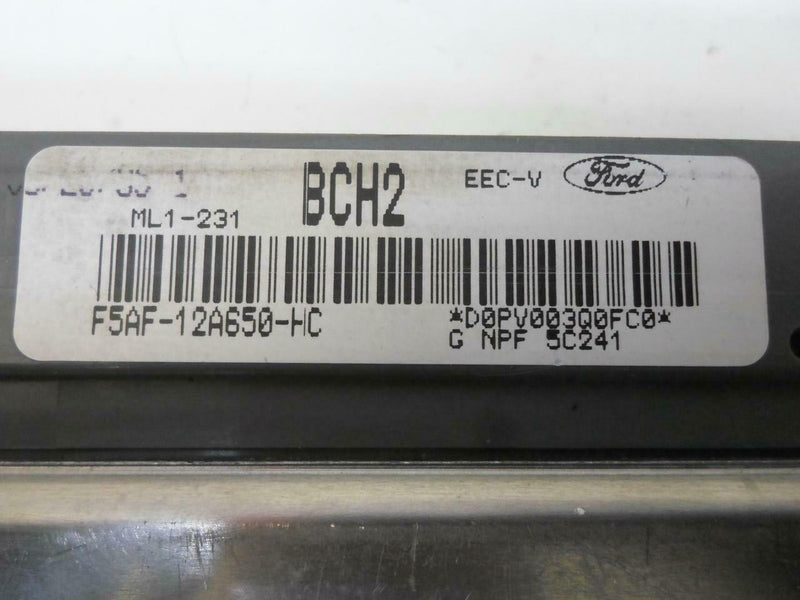 BCH2 EEC-V Ford
ML1-231
F5AF-12A650-HC *D0PV003Q0FC0*
G NPF 5C241